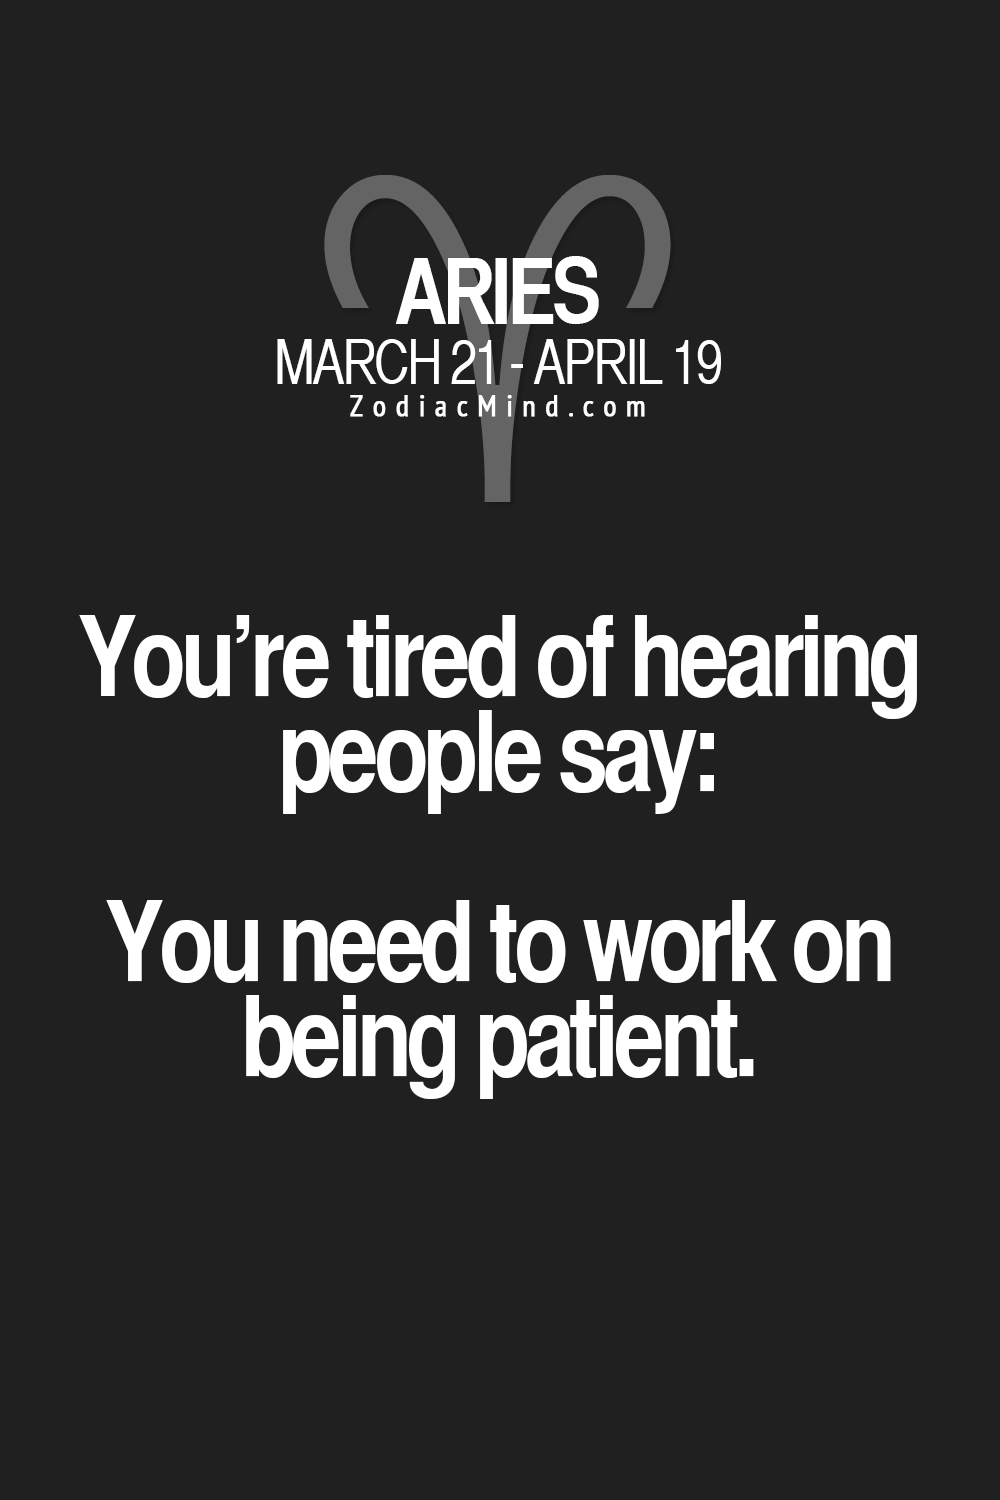 ARIES
MARCH 21 - APRIL 19
ZodiacMind.com
You’re tired of hearing
people say:
You need to work on
being patient.